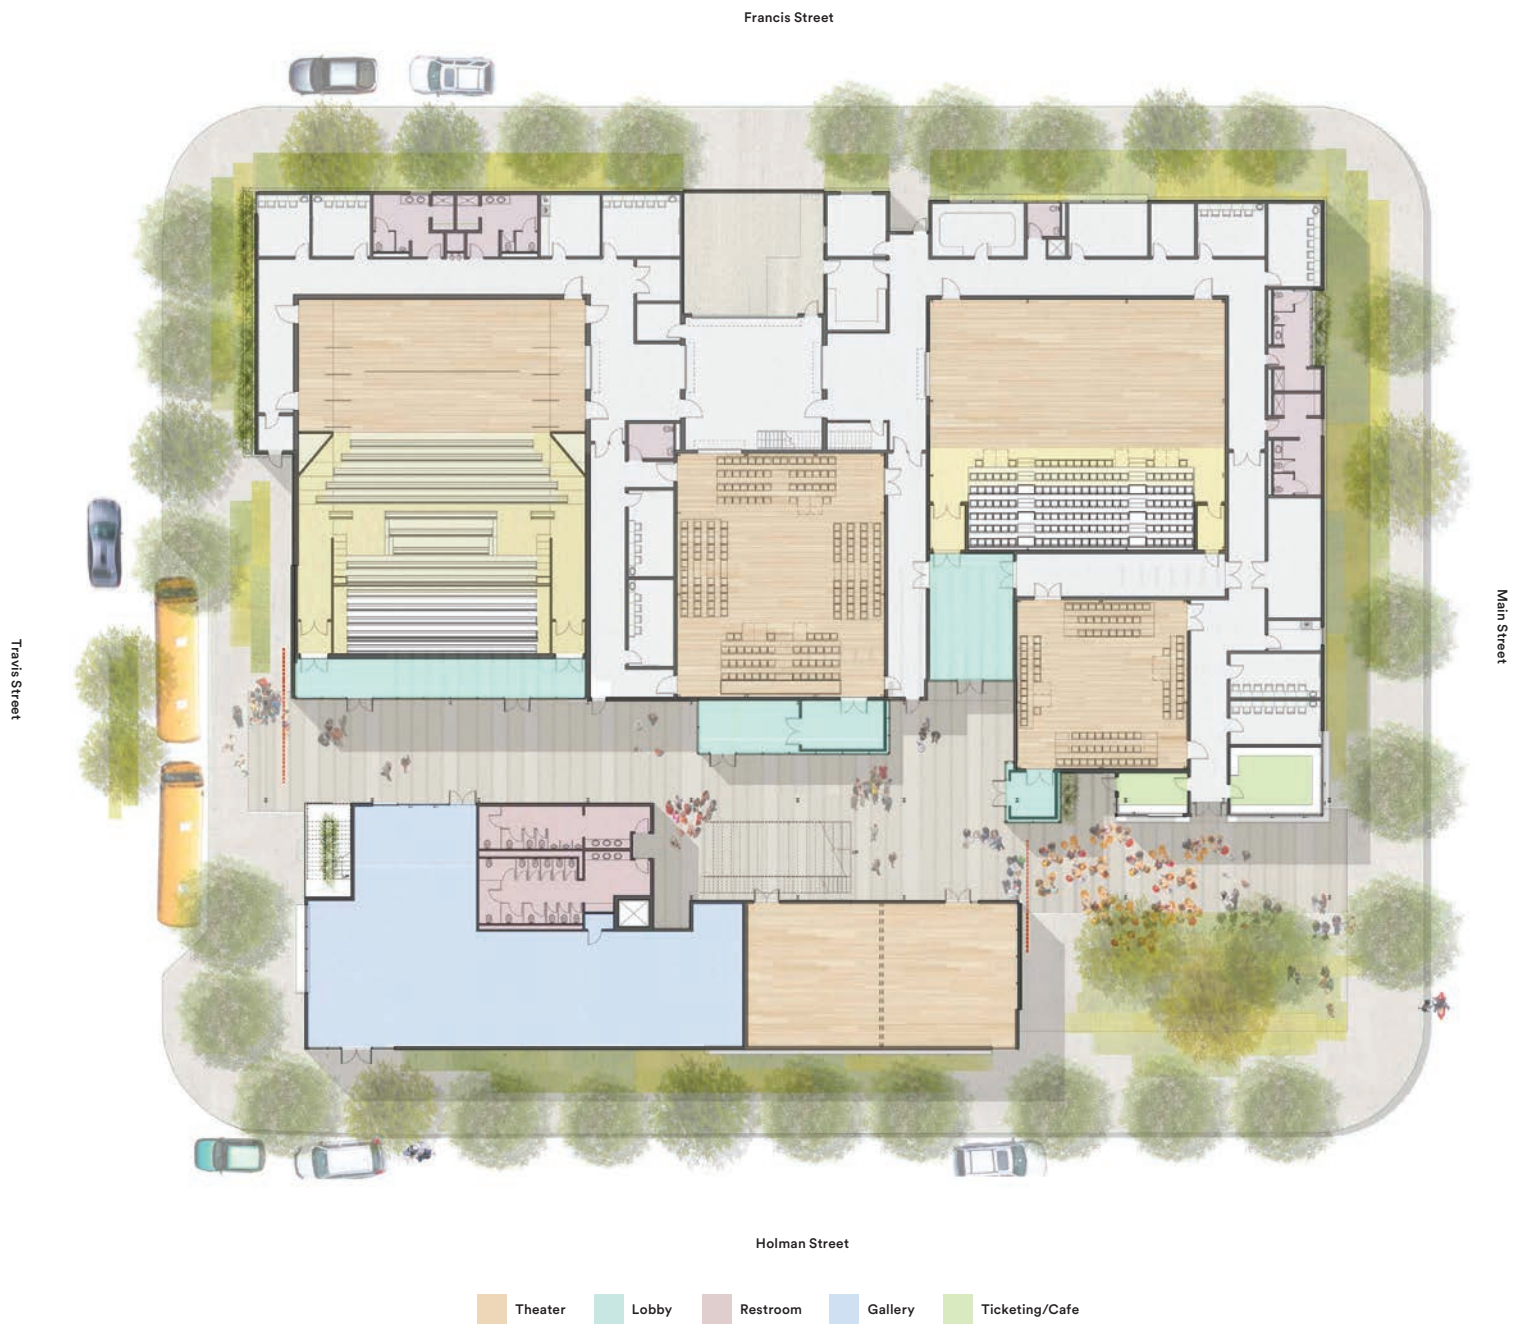 Francis Street
Travis Street
Main Street
Holman Street
Theater
Lobby
Restroom
Gallery
Ticketing/Cafe